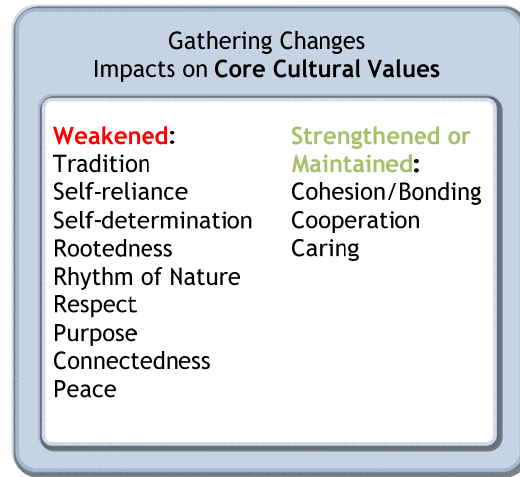 Gathering Changes
Impacts on Core Cultural Values
Weakened:
Tradition
Self-reliance
Self-determination
Rootedness
Rhythm of Nature
Respect
Purpose
Connectedness
Peace
Strengthened or
Maintained:
Cohesion/Bonding
Cooperation
Caring